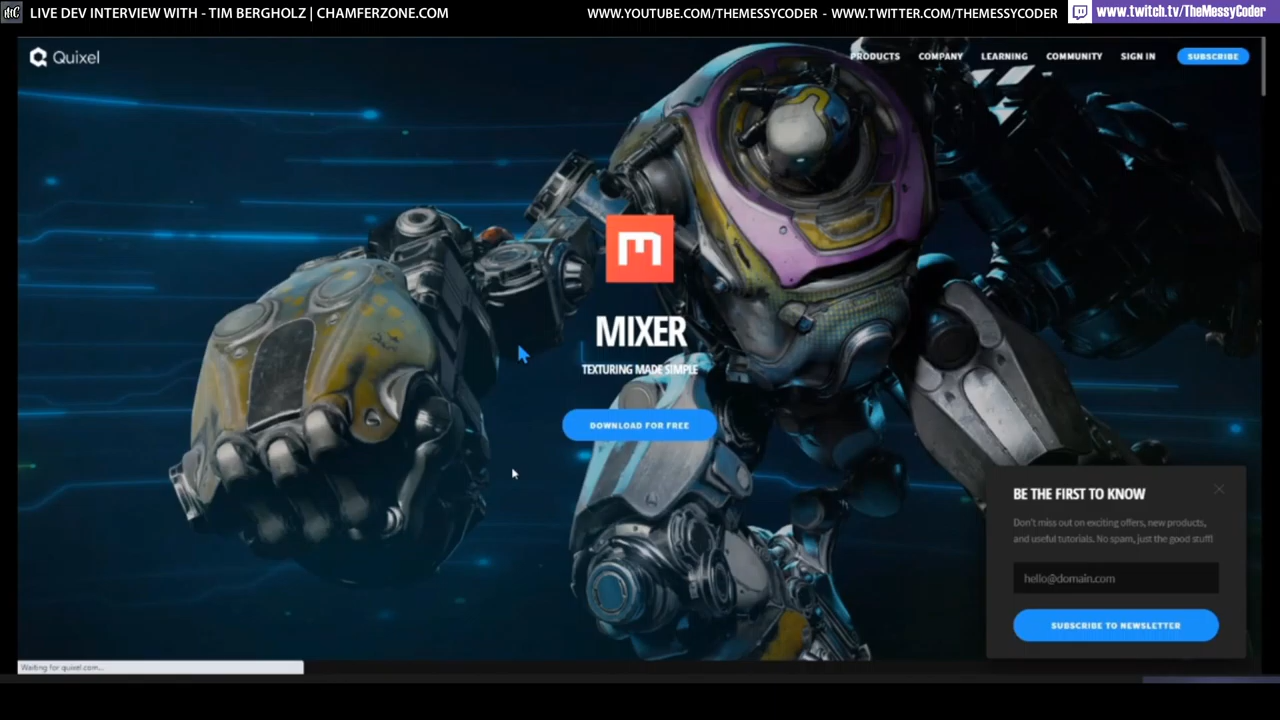 LIVE DEV INTERVIEW WITH - TIM BERGHOLZ | CHAMFERZONE.COM
WWW.YOUTUBE.COM/THEMESSYCODER - WWW.TWITTER.COM/THEMESSYCODER
www.twitch.tv/TheMessyCoder
Quixel
PRODUCTS COMPANY LEARNING COMMUNITY SIGN IN SUBSCRIBE
MIXER
TEXTURING MADE SIMPLE
DOWNLOAD FOR FREE
BE THE FIRST TO KNOW
Don't miss out on exciting offers, new products,
and useful tutorials. No spam, just the good stuff!
hello@domain.com
SUBSCRIBE TO NEWSLETTER
Waiting for quixel.com...